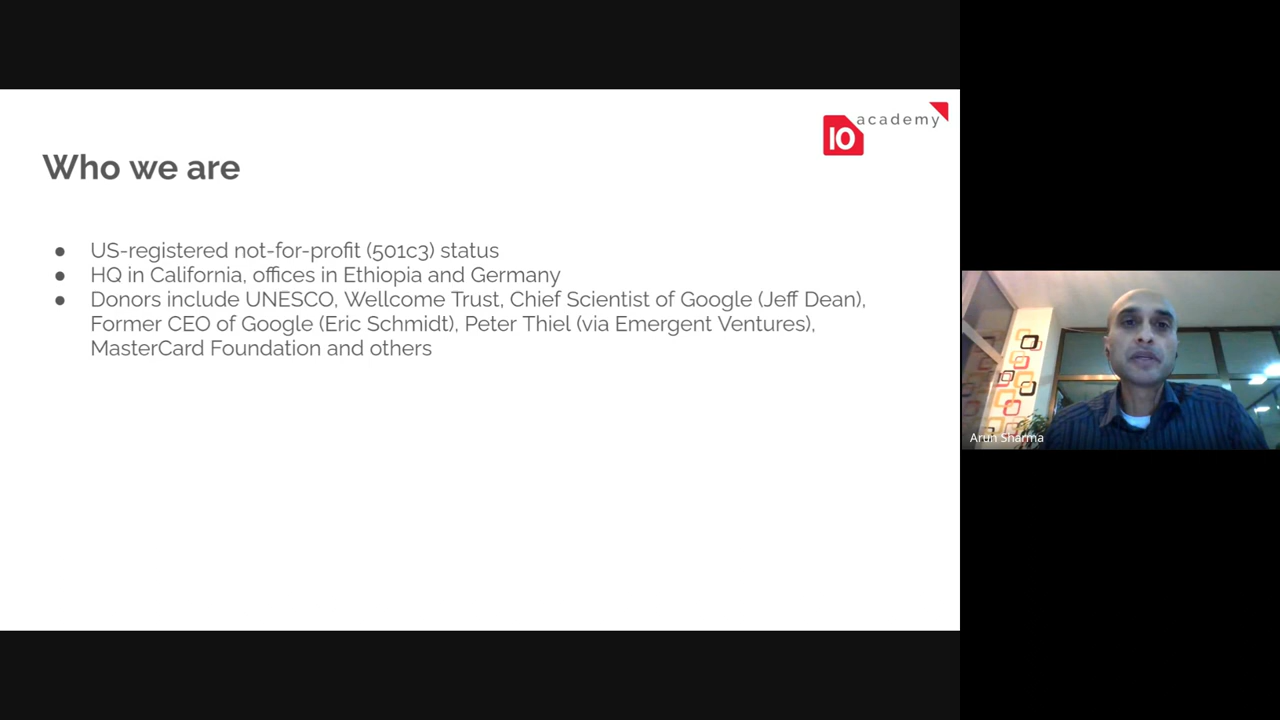 10 academy
Who we are
● US-registered not-for-profit (501c3) status
● HQ in California, offices in Ethiopia and Germany
● Donors include UNESCO, Wellcome Trust, Chief Scientist of Google (Jeff Dean),
Former CEO of Google (Eric Schmidt), Peter Thiel (via Emergent Ventures),
MasterCard Foundation and others
Arun Sharma